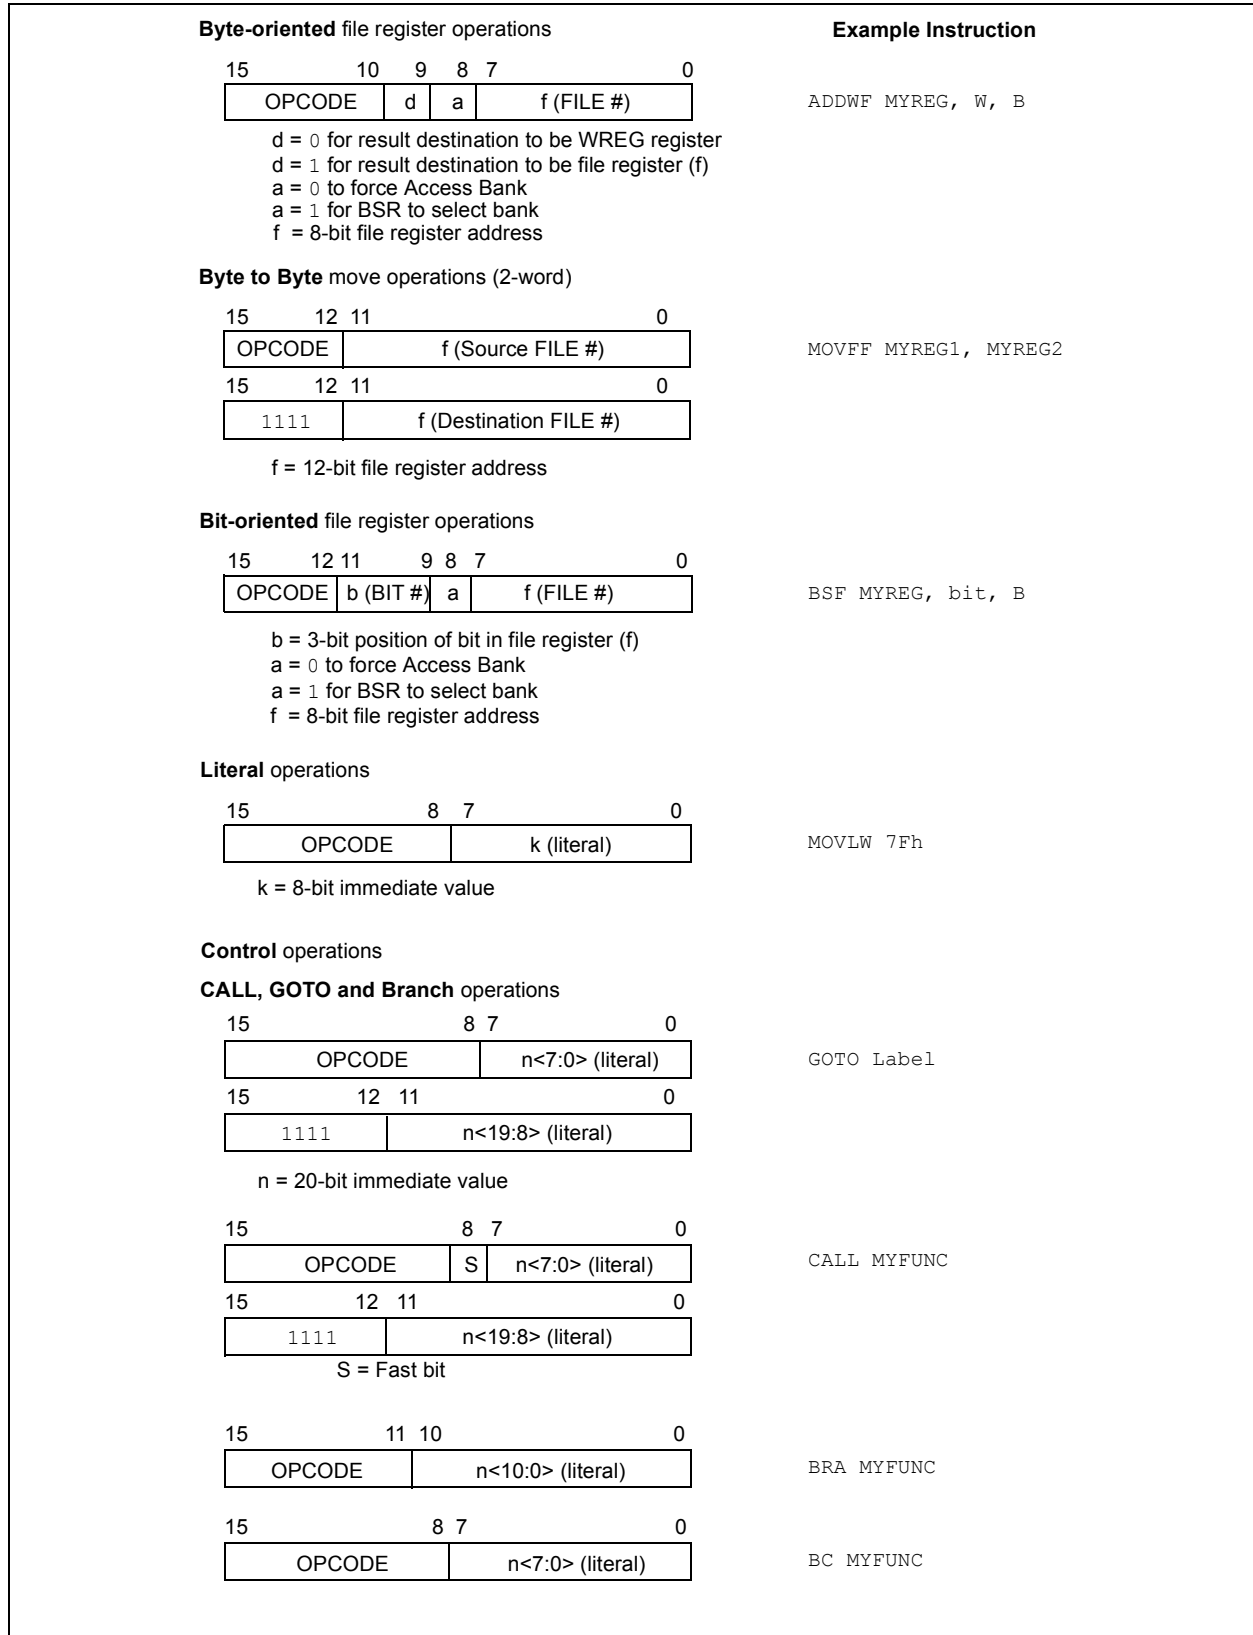 Byte-oriented file register operations Example Instruction
15 10 9 8 7 0
OPCODE d a f (FILE #) ADDWF MYREG, W, B
d = 0 for result destination to be WREG register
d = 1 for result destination to be file register (f)
a = 0 to force Access Bank
a = 1 for BSR to select bank
f = 8-bit file register address
Byte to Byte move operations (2-word)
15 12 11 0
OPCODE f (Source FILE #) MOVFF MYREG1, MYREG2
15 12 11 0
1111 f (Destination FILE #)
f = 12-bit file register address
Bit-oriented file register operations
15 12 11 9 8 7 0
OPCODE b (BIT #) a f (FILE #) BSF MYREG, bit, B
b = 3-bit position of bit in file register (f)
a = 0 to force Access Bank
a = 1 for BSR to select bank
f = 8-bit file register address
Literal operations
15 8 7 0
OPCODE k (literal) MOVLW 7Fh
k = 8-bit immediate value
Control operations
CALL, GOTO and Branch operations
15 8 7 0
OPCODE n<7:0> (literal) GOTO Label
15 12 11 0
1111 n<19:8> (literal)
n = 20-bit immediate value
15 8 7 0
OPCODE S n<7:0> (literal) CALL MYFUNC
15 12 11 0
1111 n<19:8> (literal)
S = Fast bit
15 11 10 0
OPCODE n<10:0> (literal) BRA MYFUNC
15 8 7 0
OPCODE n<7:0> (literal) BC MYFUNC